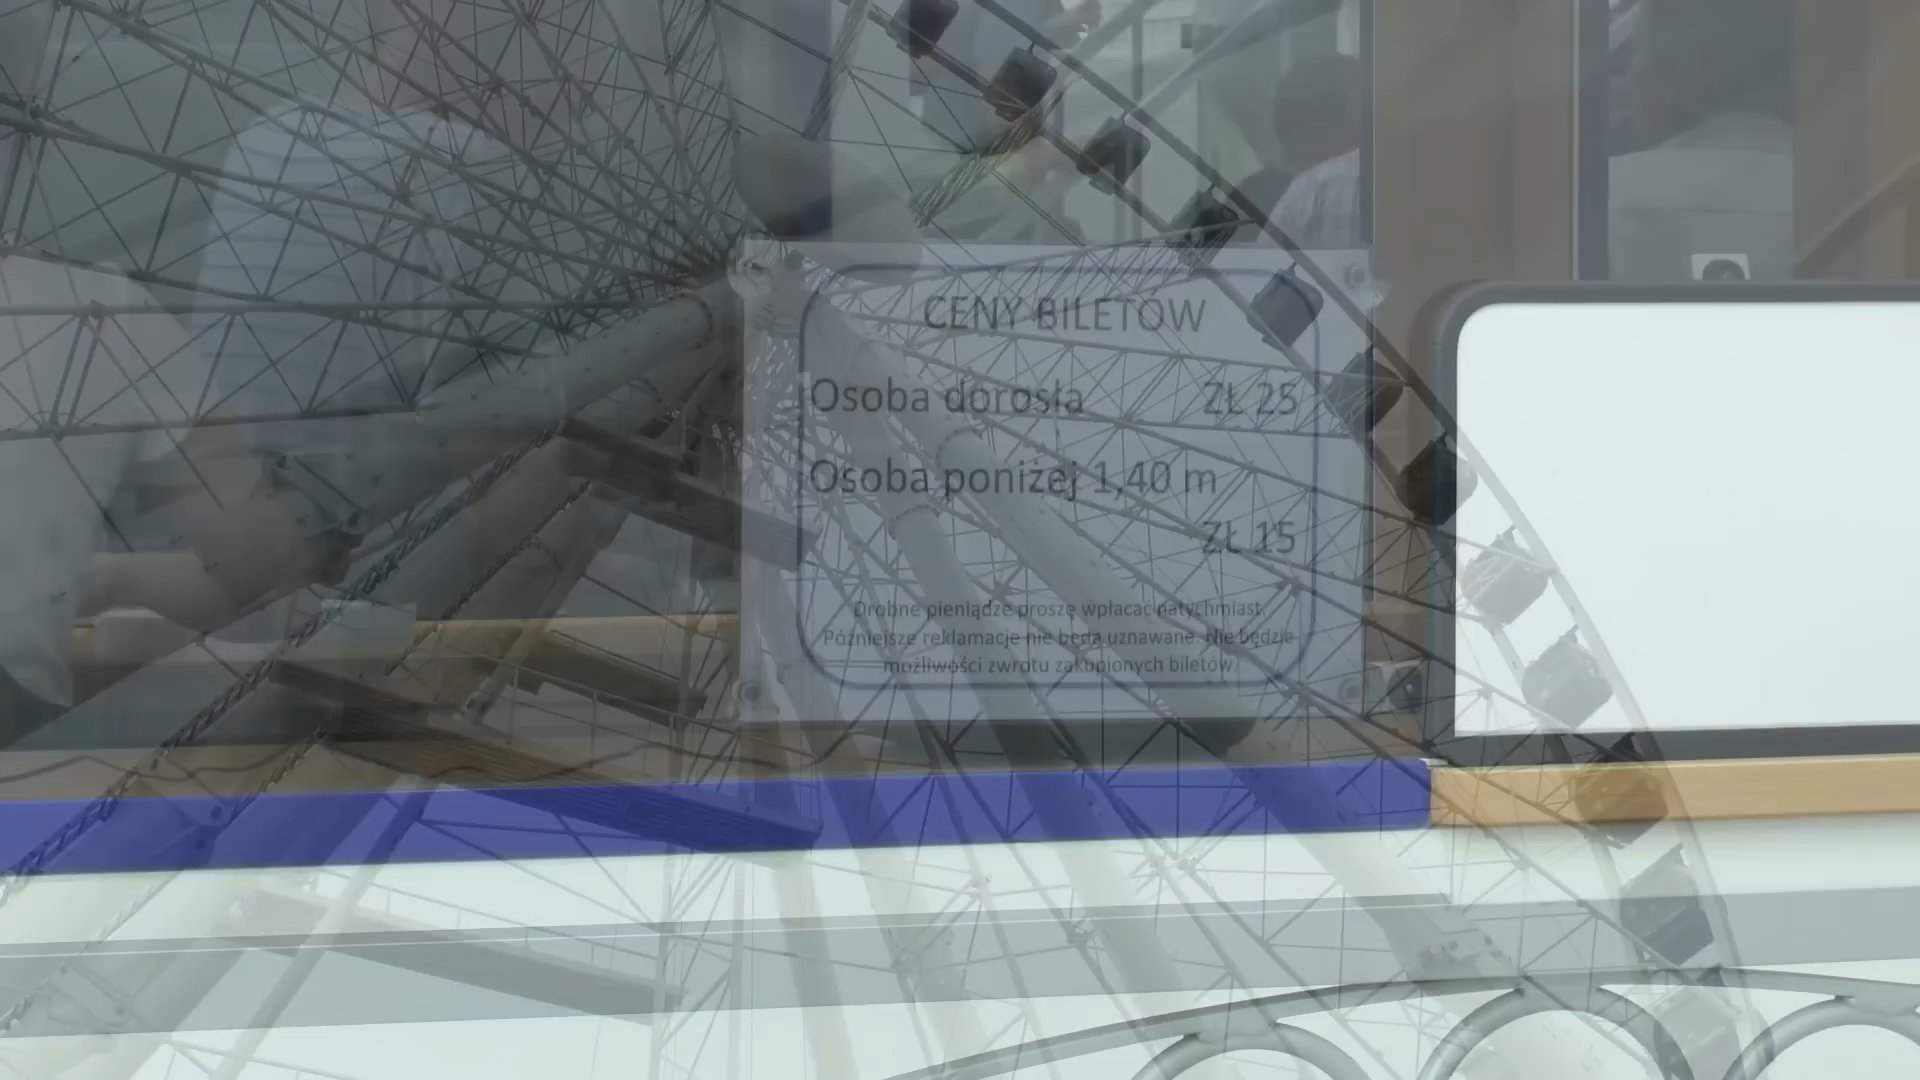 CENY BILETÓW
Osoba dorosła ZŁ 25
Osoba poniżej 1,40 m
ZŁ 15
Drobne pieniądze proszę wpłacać natychmiast.
Późniejsze reklamacje nie będą uznawane. Nie będzie
możliwości zwrotu zakupionych biletów